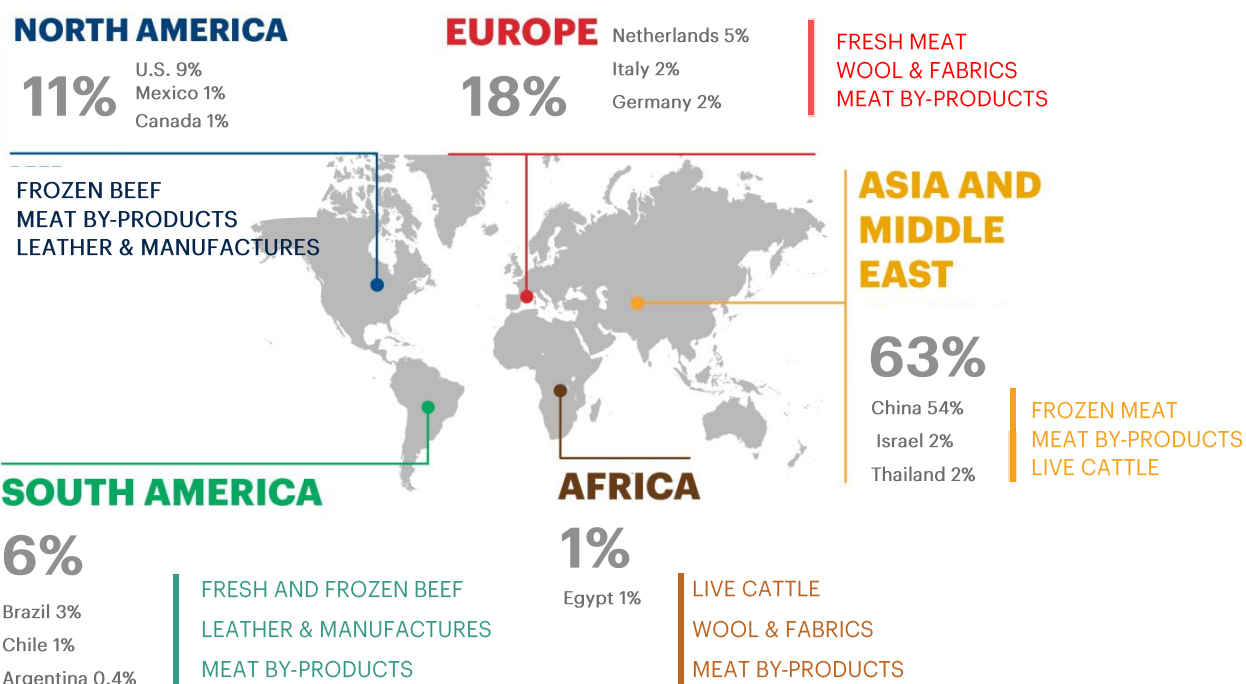 NORTH AMERICA
11%
U.S. 9%
Mexico 1%
Canada 1%
FROZEN BEEF
MEAT BY-PRODUCTS
LEATHER & MANUFACTURES
EUROPE
18%
Netherlands 5%
Italy 2%
Germany 2%
FRESH MEAT
WOOL & FABRICS
MEAT BY-PRODUCTS
ASIA AND
MIDDLE
EAST
63%
China 54%
Israel 2%
Thailand 2%
FROZEN MEAT
MEAT BY-PRODUCTS
LIVE CATTLE
SOUTH AMERICA
6%
Brazil 3%
Chile 1%
Argentina 0.4%
FRESH AND FROZEN BEEF
LEATHER & MANUFACTURES
MEAT BY-PRODUCTS
AFRICA
1%
Egypt 1%
LIVE CATTLE
WOOL & FABRICS
MEAT BY-PRODUCTS